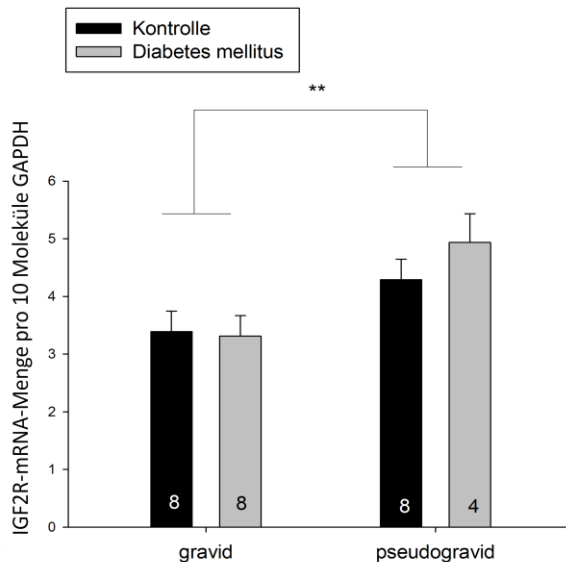 Kontrolle
Diabetes mellitus
**
IGF2R-mRNA-Menge pro 10 Moleküle GAPDH
6
5
4
3
2
1
0
8
8
8
4
gravid
pseudogravid